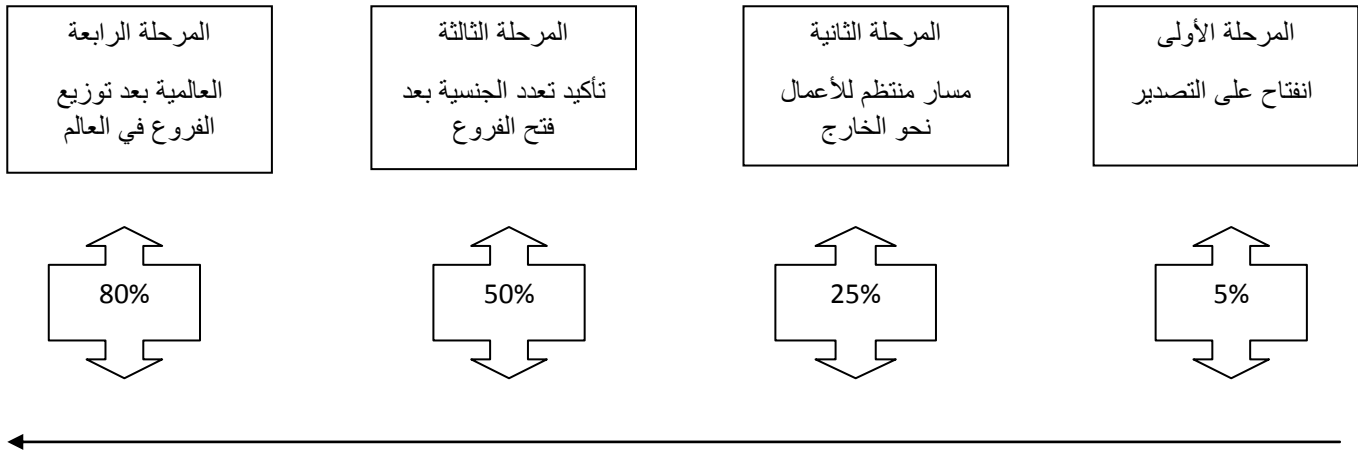 المرحلة الأولى
انفتاح على التصدير
المرحلة الثانية
مسار منتظم للأعمال
نحو الخارج
المرحلة الثالثة
تأكيد تعدد الجنسية بعد
فتح الفروع
المرحلة الرابعة
العالمية بعد توزيع
الفروع في العالم
5%
25%
50%
80%